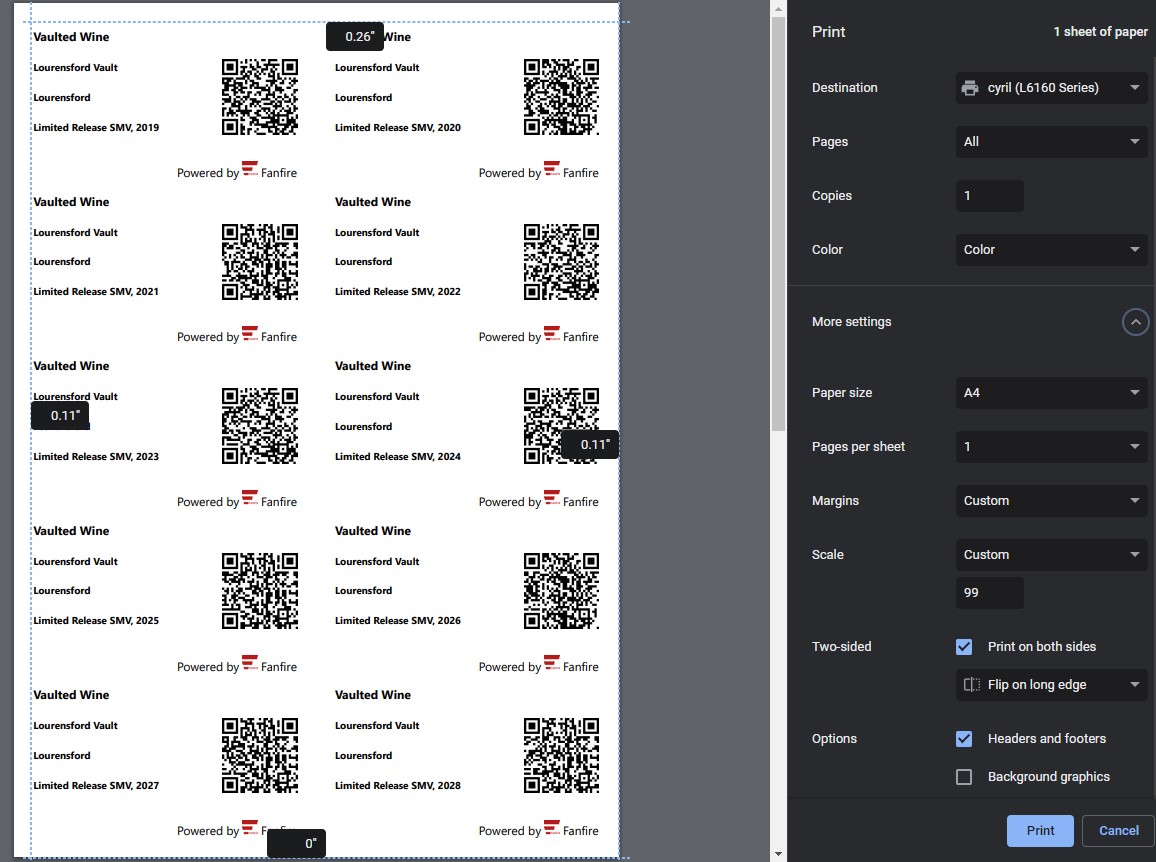 Vaulted Wine
0.26"
Wine
Lourensford Vault
Lourensford
Limited Release SMV, 2019
Lourensford Vault
Lourensford
Limited Release SMV, 2020
Powered by Fanfire
Powered by Fanfire
Vaulted Wine
Lourensford Vault
Lourensford
Limited Release SMV, 2021
Vaulted Wine
Lourensford Vault
Lourensford
Limited Release SMV, 2022
Powered by Fanfire
Powered by Fanfire
Vaulted Wine
Lourensford Vault
0.11"
Limited Release SMV, 2023
Vaulted Wine
Lourensford Vault
Lourensford
0.11"
Limited Release SMV, 2024
Powered by Fanfire
Powered by Fanfire
Vaulted Wine
Lourensford Vault
Lourensford
Limited Release SMV, 2025
Vaulted Wine
Lourensford Vault
Lourensford
Limited Release SMV, 2026
Powered by Fanfire
Powered by Fanfire
Vaulted Wine
Lourensford Vault
Lourensford
Limited Release SMV, 2027
Vaulted Wine
Lourensford Vault
Lourensford
Limited Release SMV, 2028
Powered by
0"
Powered by Fanfire
Print
1 sheet of paper
Destination
cyril (L6160 Series)
Pages
All
Copies
1
Color
Color
More settings
Paper size
A4
Pages per sheet
1
Margins
Custom
Scale
Custom
99
Two-sided
Print on both sides
Flip on long edge
Options
Headers and footers
Background graphics
Print
Cancel